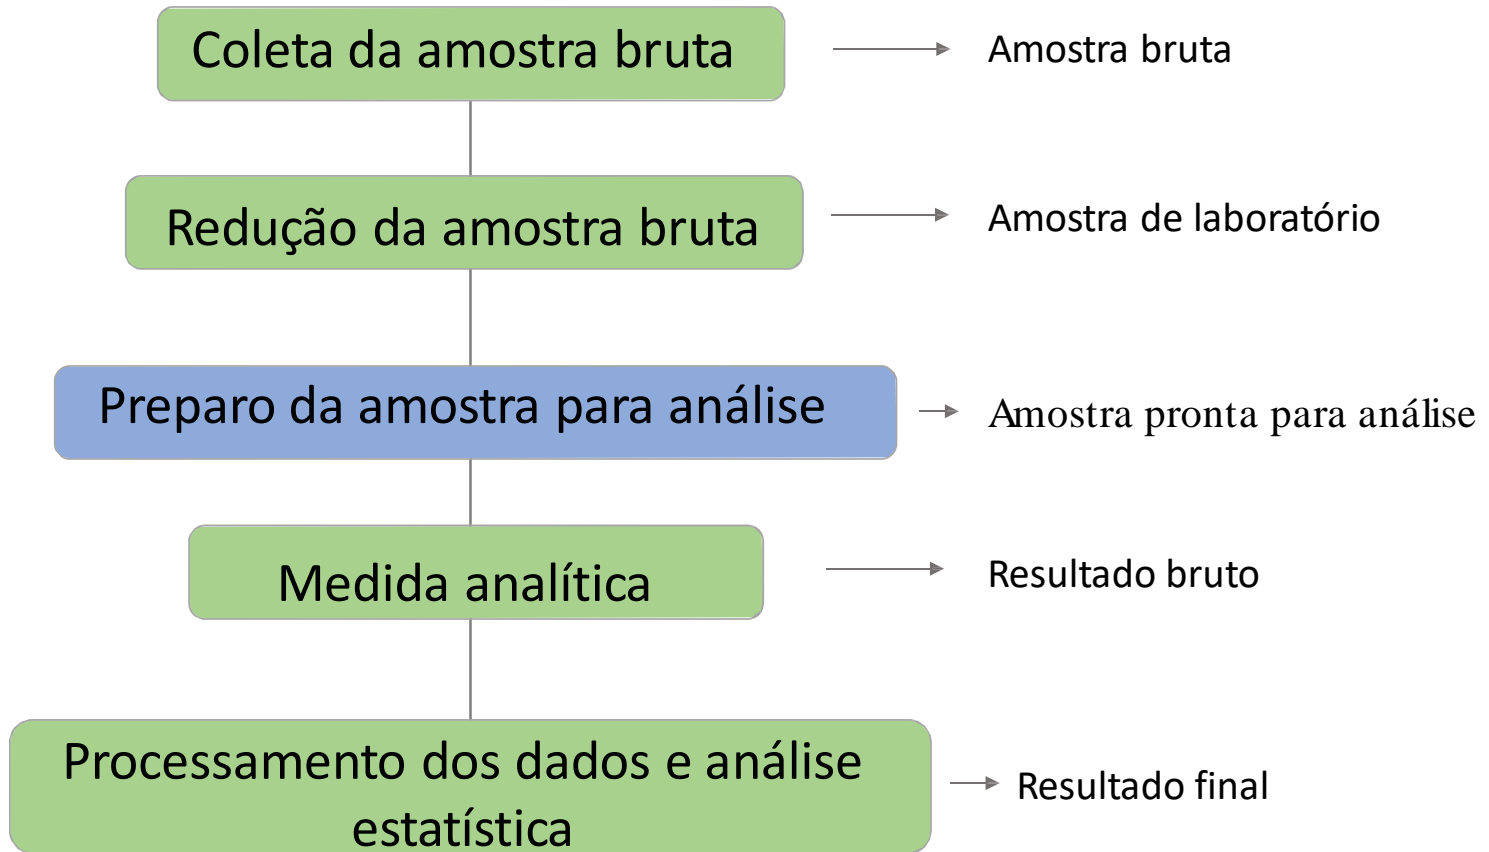 Coleta da amostra bruta
Amostra bruta
Redução da amostra bruta
Amostra de laboratório
Preparo da amostra para análise
Amostra pronta para análise
Medida analítica
Resultado bruto
Processamento dos dados e análise
estatística
Resultado final